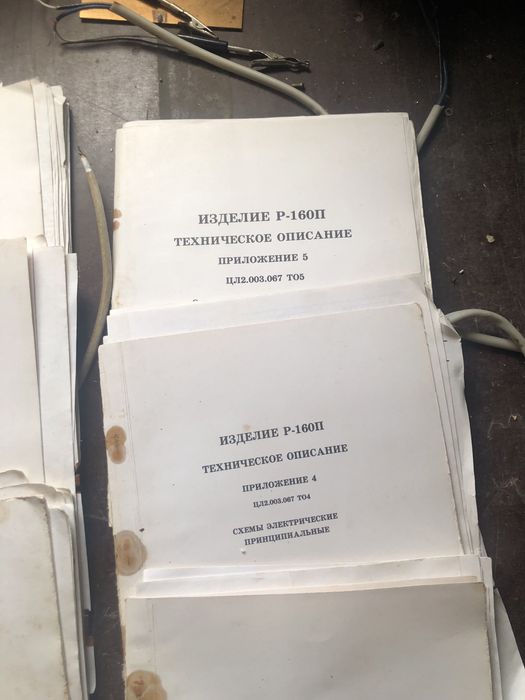 ИЗДЕЛИЕ Р-160П
ТЕХНИЧЕСКОЕ ОПИСАНИЕ
ПРИЛОЖЕНИЕ 5
ЦЛ2.003.067 ТО5
ИЗДЕЛИЕ Р-160П
ТЕХНИЧЕСКОЕ ОПИСАНИЕ
ПРИЛОЖЕНИЕ 4
ЦЛ2.003.067 ТО4
СХЕМЫ ЭЛЕКТРИЧЕСКИЕ
ПРИНЦИПИАЛЬНЫЕ